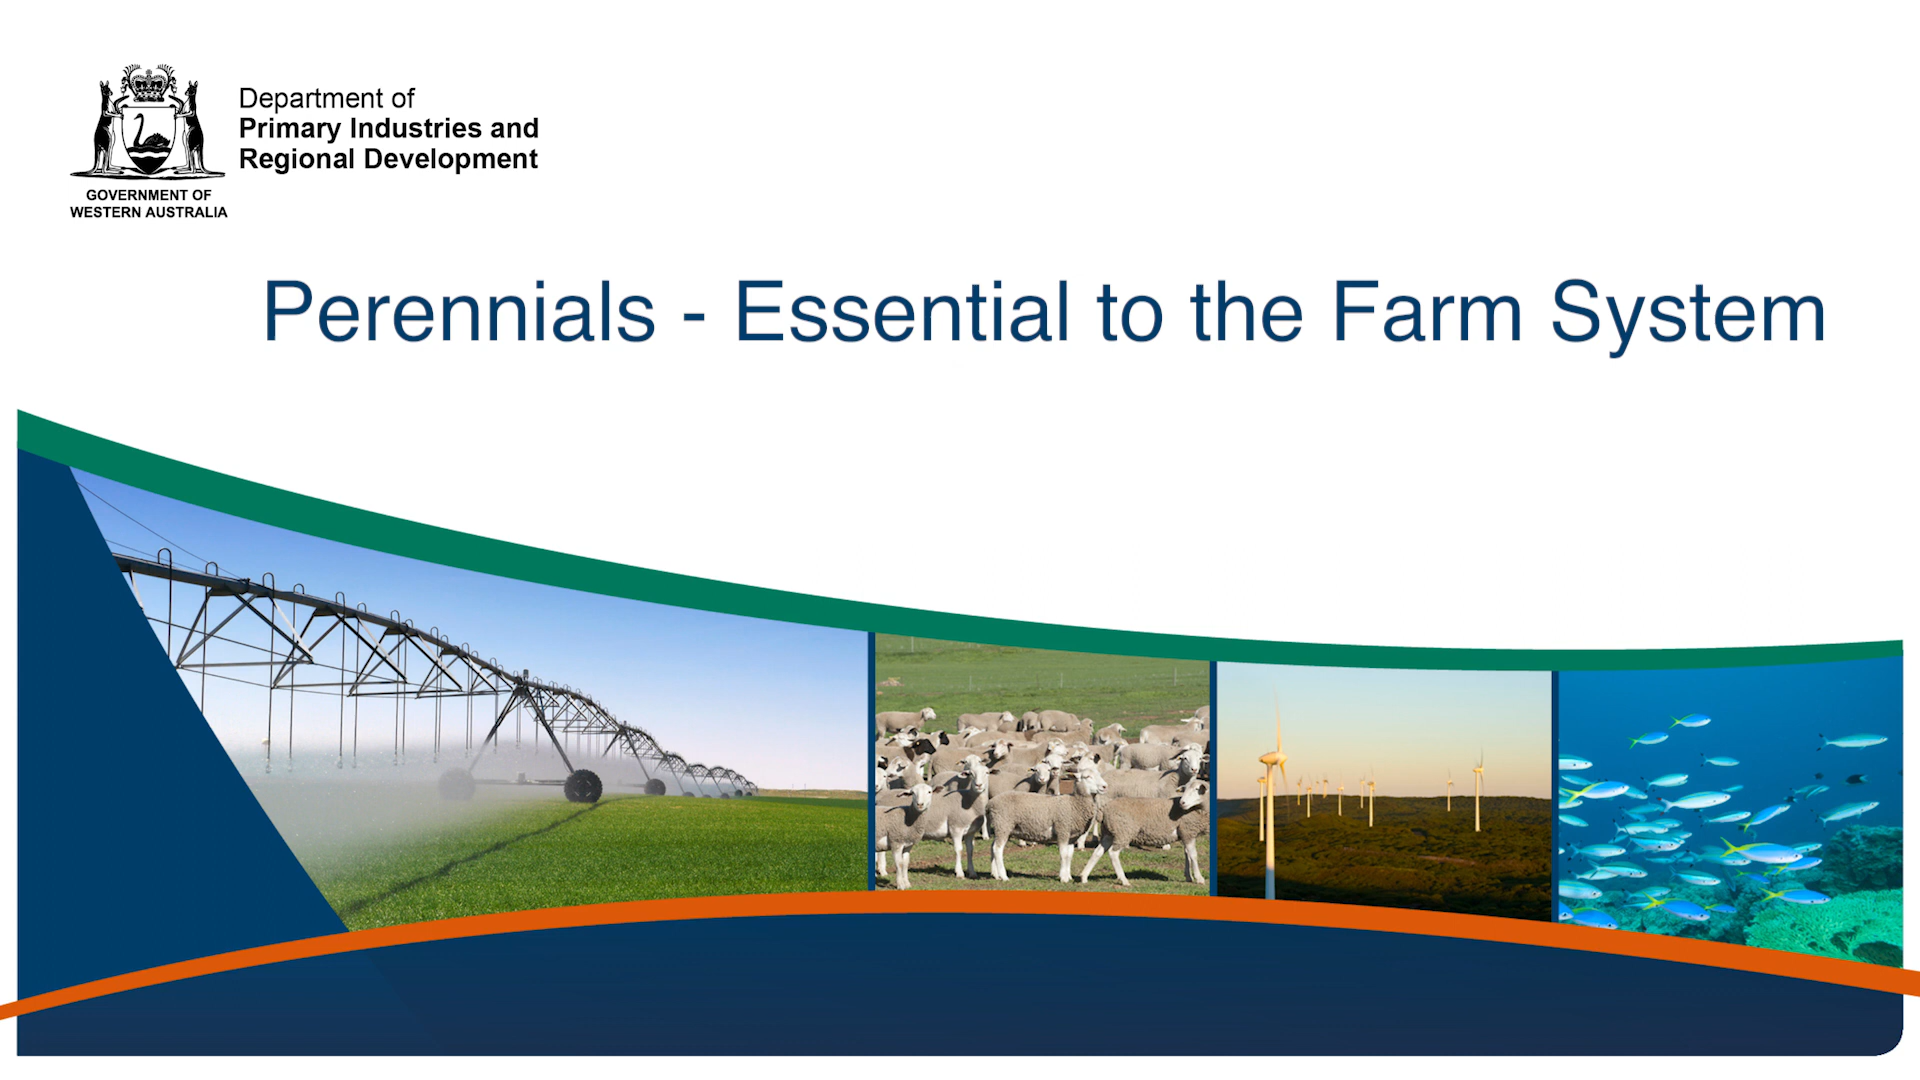 Department of
Primary Industries and
Regional Development
GOVERNMENT OF
WESTERN AUSTRALIA
Perennials - Essential to the Farm System